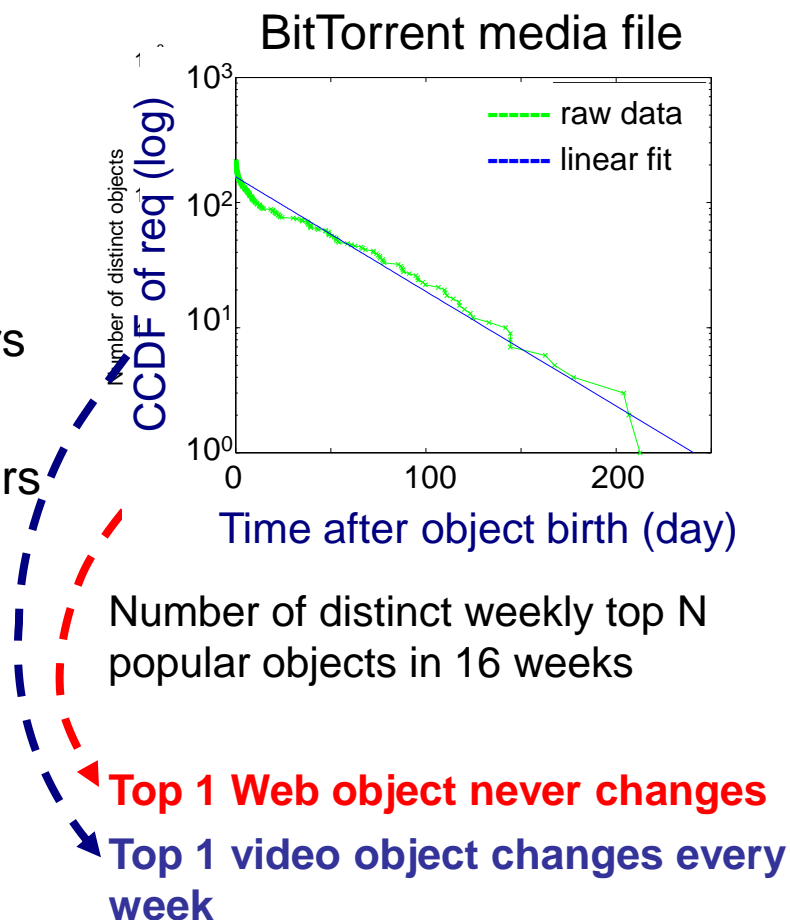 BitTorrent media file
10³
raw data
linear fit
10²
10¹
10⁰
Number of distinct objects
CCDF of req (log)
0
100
200
Time after object birth (day)
rs
rs
Number of distinct weekly top N
popular objects in 16 weeks
Top 1 Web object never changes
Top 1 video object changes every
week